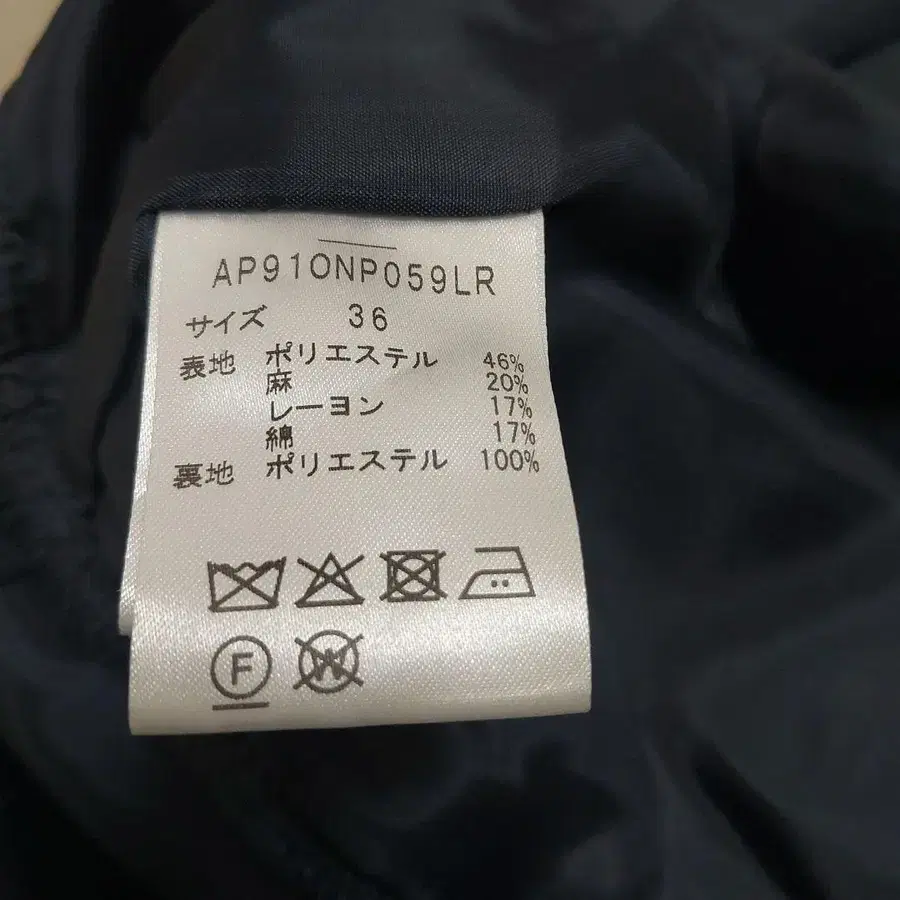 AP910NP059LR
サイズ 36
表地 ポリエステル 46%
麻 20%
レーヨン 17%
綿 17%
裏地 ポリエステル 100%
F W